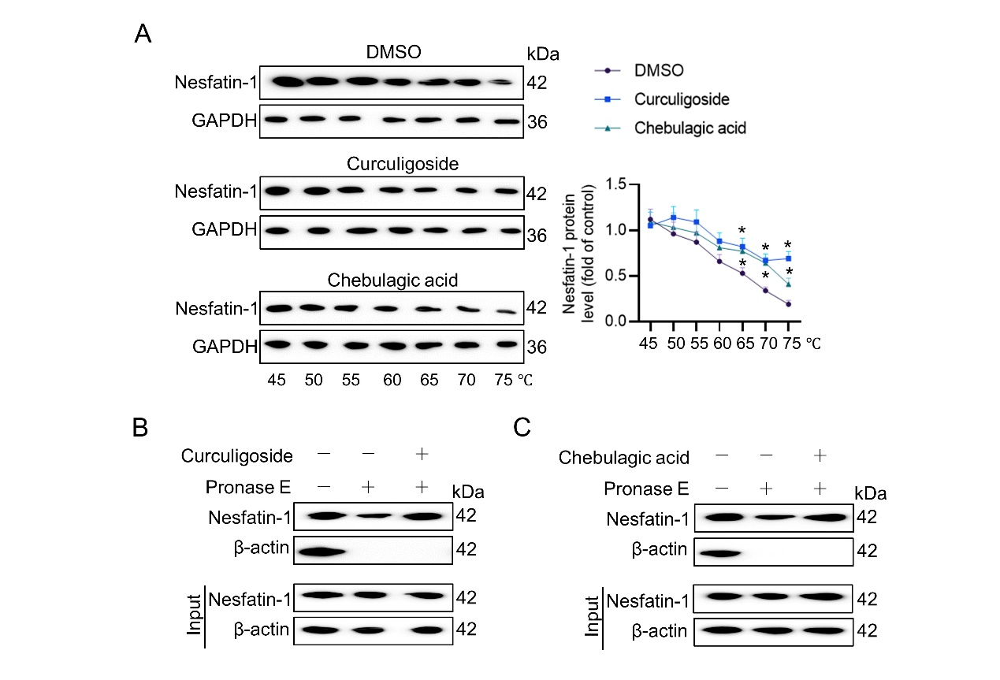 A
DMSO
kDa
Nesfatin-1
42
GAPDH
36
Curculigoside
Nesfatin-1
42
GAPDH
36
Chebulagic acid
Nesfatin-1
42
GAPDH
36
45 50 55 60 65 70 75 ℃
DMSO
Curculigoside
Chebulagic acid
Nesfatin-1 protein
level (fold of control)
1.5
1.0
0.5
0.0
* * *
* * *
45 50 55 60 65 70 75 ℃
B
Curculigoside − − +
Pronase E − + +
kDa
Nesfatin-1 42
β-actin 42
Input
Nesfatin-1 42
β-actin 42
C
Chebulagic acid − − +
Pronase E − + +
kDa
Nesfatin-1 42
β-actin 42
Input
Nesfatin-1 42
β-actin 42